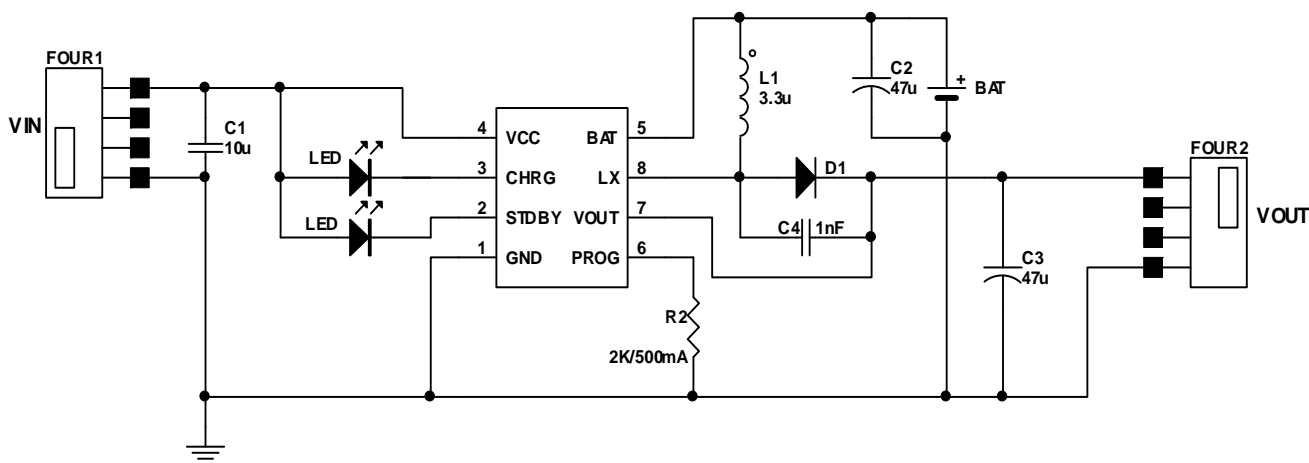 FOUR1
VIN
C1
10u
LED
LED
4 VCC
3 CHRG
2 STDBY
1 GND
BAT 5
LX 8
VOUT 7
PROG 6
L1
3.3u
C2
47u
+
BAT
D1
C4 1nF
R2
2K/500mA
C3
47u
FOUR2
VOUT